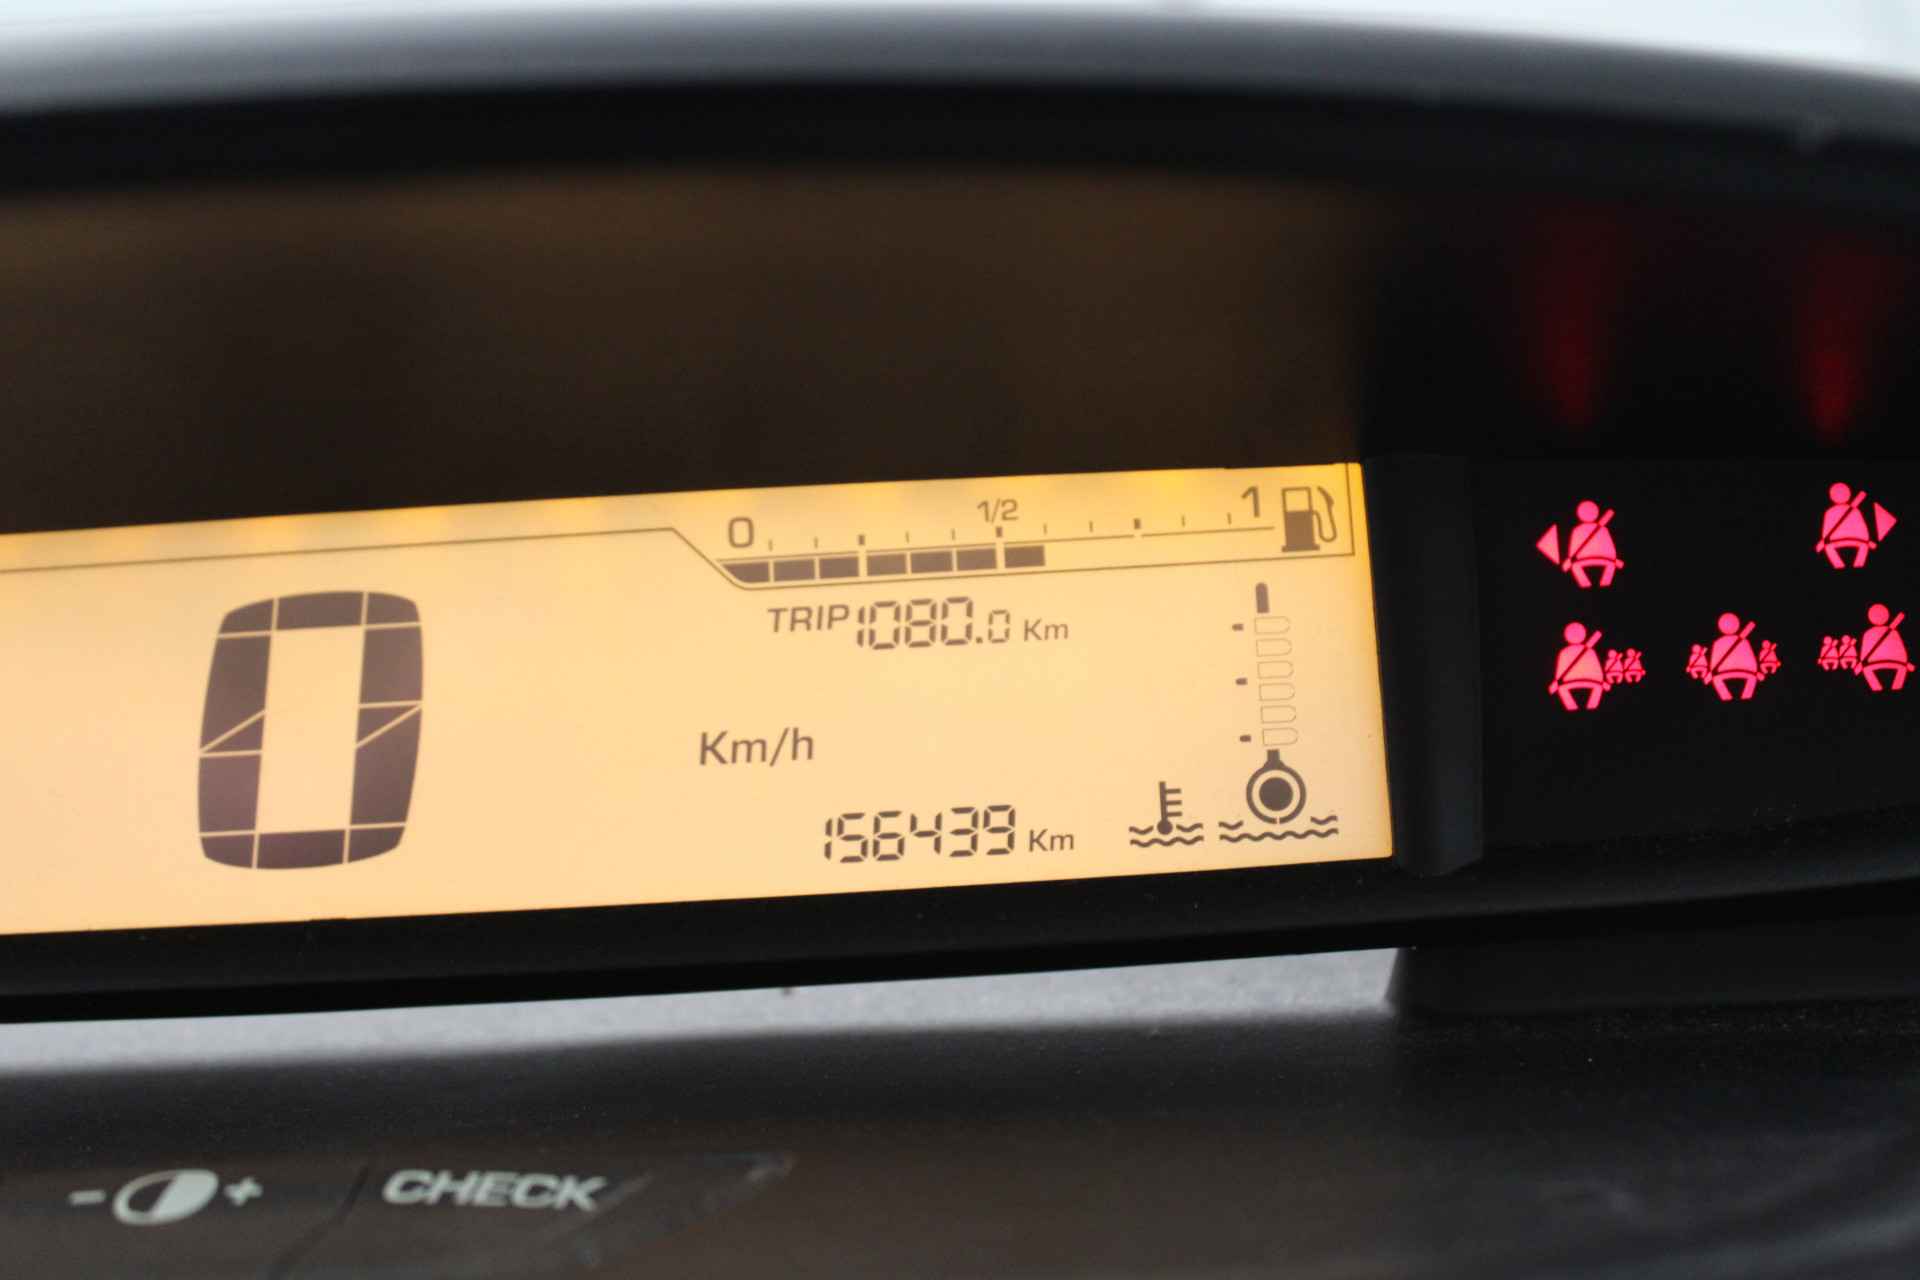 0 1/2 1
TRIP 1080.0 Km
0 Km/h
156439 Km
- + CHECK